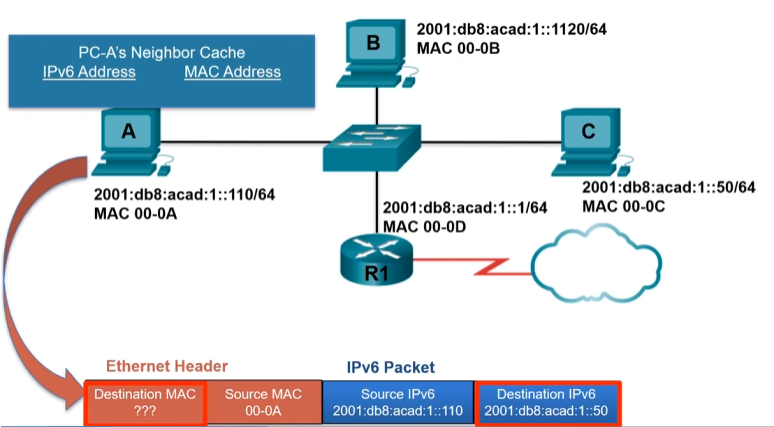 PC-A's Neighbor Cache
IPv6 Address MAC Address
B
2001:db8:acad:1::1120/64
MAC 00-0B
A
2001:db8:acad:1::110/64
MAC 00-0A
C
2001:db8:acad:1::50/64
MAC 00-0C
2001:db8:acad:1::1/64
MAC 00-0D
R1
Ethernet Header
IPv6 Packet
Destination MAC
???
Source MAC
00-0A
Source IPv6
2001:db8:acad:1::110
Destination IPv6
2001:db8:acad:1::50